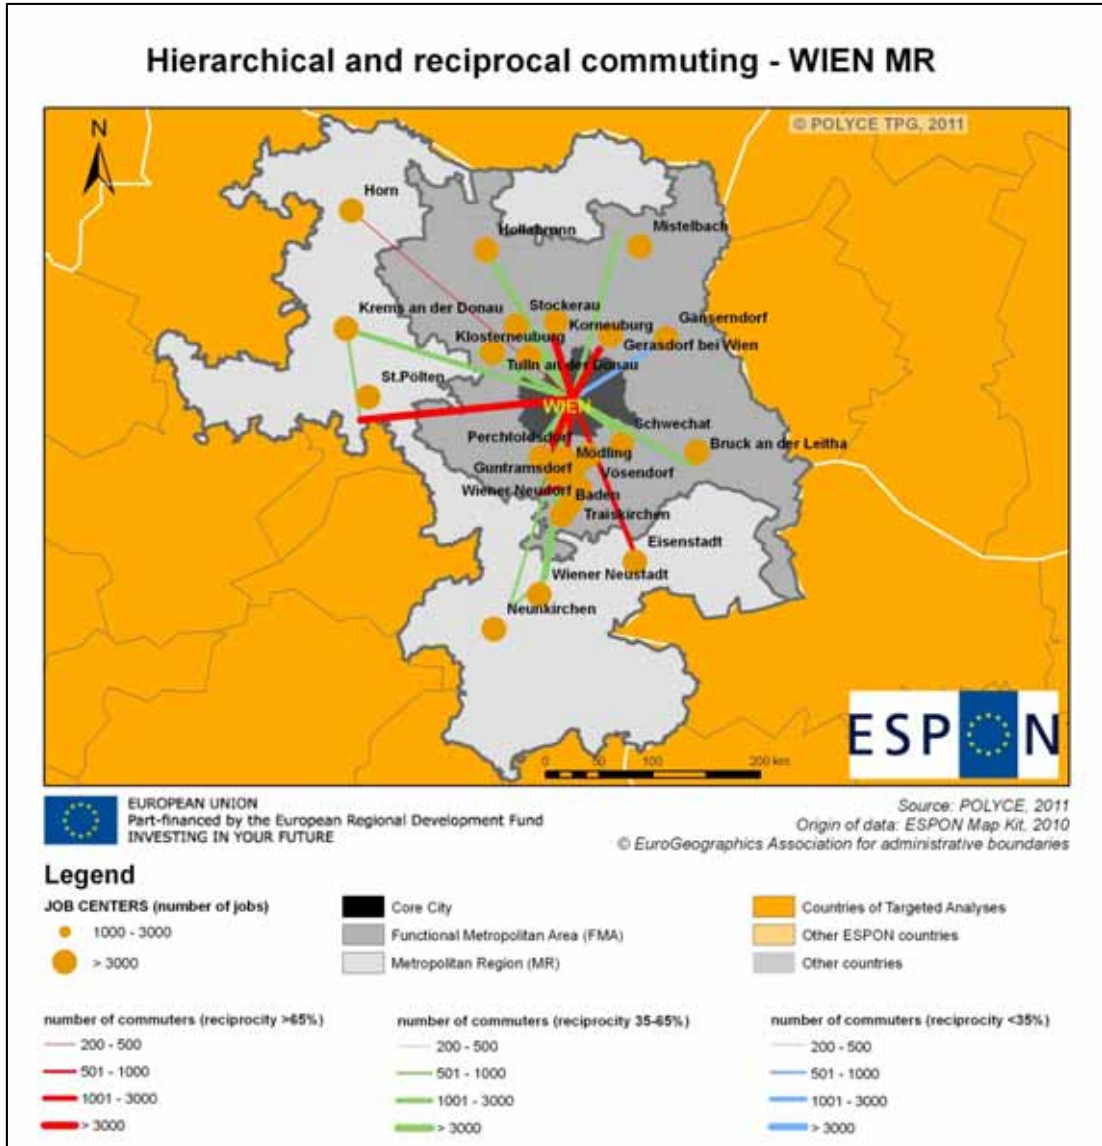 Hierarchical and reciprocal commuting - WIEN MR
© POLYCE TPG, 2011
N
Horn
Hollabrunn
Mistelbach
Krems an der Donau
Stockerau
Korneuburg
Gänserndorf
Klosterneuburg
Gerasdorf bei Wien
Tulln an der Donau
St.Pölten
WIEN
Schwechat
Perchtoldsdorf
Bruck an der Leitha
Mödling
Guntramsdorf
Vösendorf
Wiener Neudorf
Baden
Traiskirchen
Eisenstadt
Wiener Neustadt
Neunkirchen
ESPON
0 50 100 200 km
EUROPEAN UNION
Part-financed by the European Regional Development Fund
INVESTING IN YOUR FUTURE
Source: POLYCE, 2011
Origin of data: ESPON Map Kit, 2010
© EuroGeographics Association for administrative boundaries
Legend
JOB CENTERS (number of jobs)
1000 - 3000
> 3000
Core City
Functional Metropolitan Area (FMA)
Metropolitan Region (MR)
Countries of Targeted Analyses
Other ESPON countries
Other countries
number of commuters (reciprocity >65%)
200 - 500
501 - 1000
1001 - 3000
> 3000
number of commuters (reciprocity 35-65%)
200 - 500
501 - 1000
1001 - 3000
> 3000
number of commuters (reciprocity <35%)
200 - 500
501 - 1000
1001 - 3000
> 3000